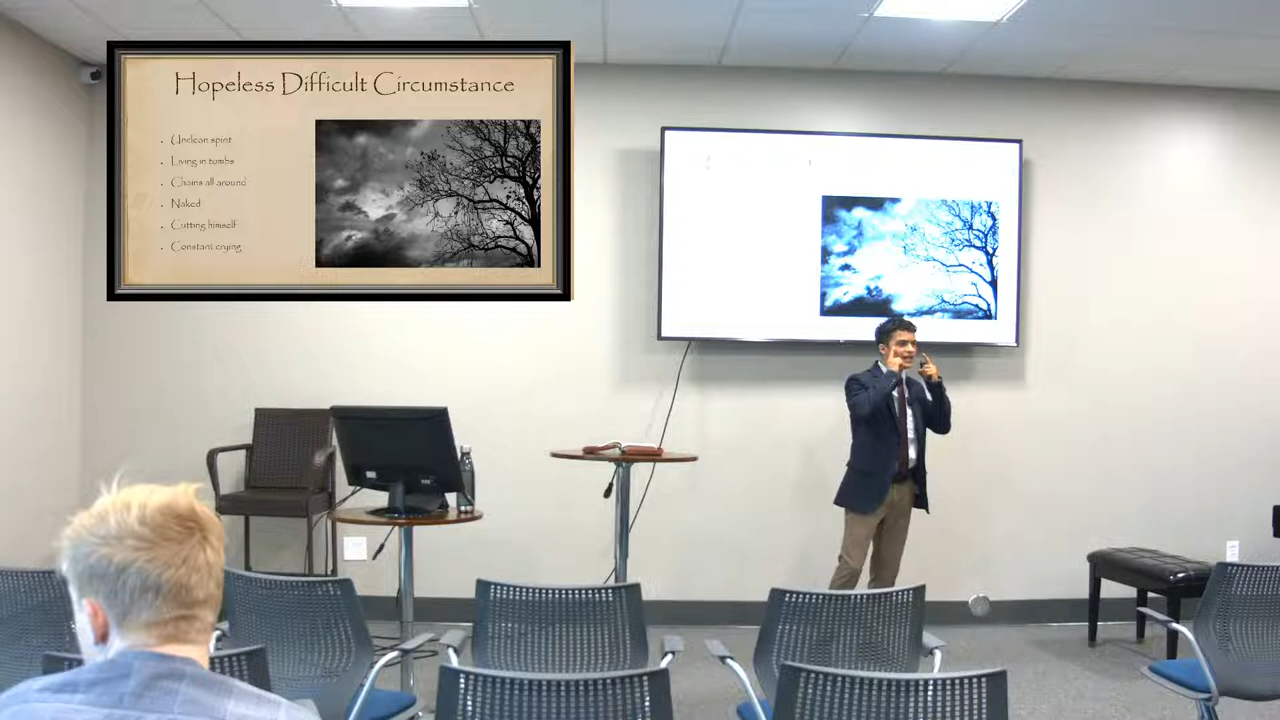 Hopeless Difficult Circumstance
Unclean spirit
Living in tombs
Chains all around
Naked
Cutting himself
Constant crying